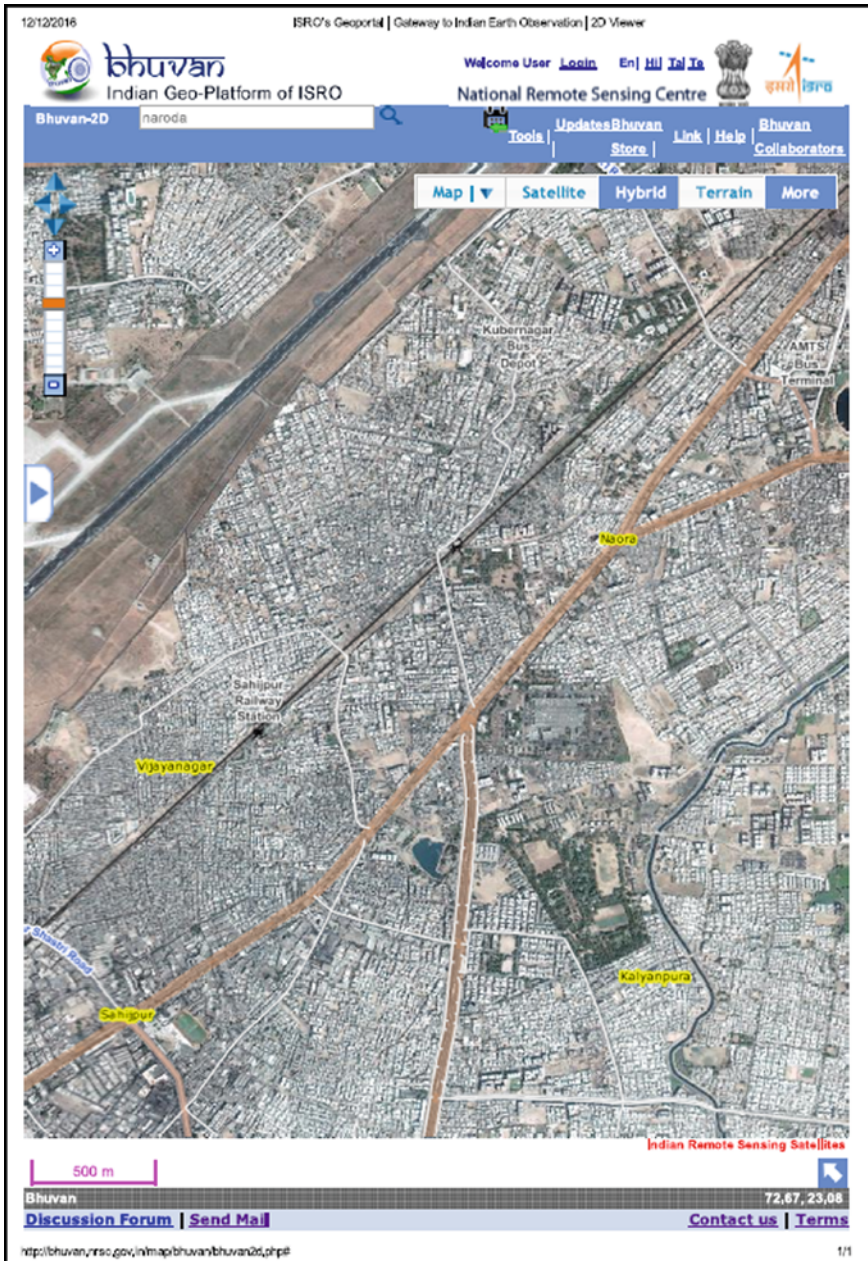 12/12/2016 ISRO's Geoportal | Gateway to Indian Earth Observation | 2D Viewer
bhuvan
Indian Geo-Platform of ISRO
Welcome User Login En| Hi| Ta| Te
National Remote Sensing Centre
इसरो isro
Bhuvan-2D naroda
Tools | Updates | Bhuvan Store | Link | Help | Bhuvan Collaborators
Map | ▼ Satellite Hybrid Terrain More
Kubernagar
Bus
Depot
AMTS
Bus
Terminal
Naora
Sahijpur
Railway
Station
Vijayanagar
r Shastri Road
Kalyanpura
Sahijpur
Indian Remote Sensing Satellites
500 m
Bhuvan 72.67, 23.08
Discussion Forum | Send Mail Contact us | Terms
http://bhuvan.nrsc.gov.in/map/bhuvan/bhuvan2d.php# 1/1